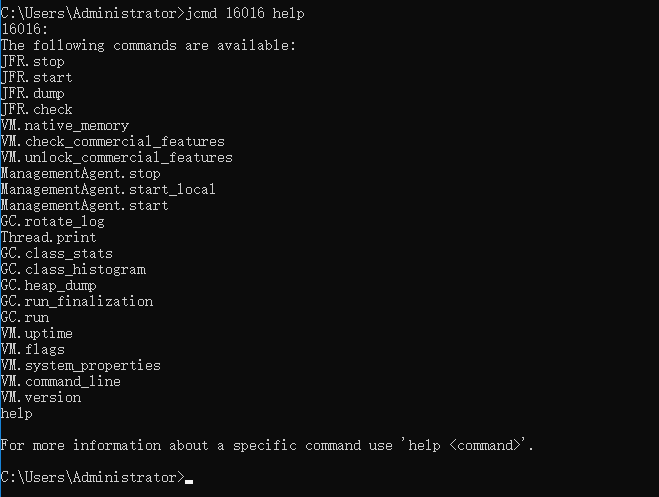 C:\Users\Administrator>jcmd 16016 help
16016:
The following commands are available:
JFR.stop
JFR.start
JFR.dump
JFR.check
VM.native_memory
VM.check_commercial_features
VM.unlock_commercial_features
ManagementAgent.stop
ManagementAgent.start_local
ManagementAgent.start
GC.rotate_log
Thread.print
GC.class_stats
GC.class_histogram
GC.heap_dump
GC.run_finalization
GC.run
VM.uptime
VM.flags
VM.system_properties
VM.command_line
VM.version
help
For more information about a specific command use 'help <command>'.
C:\Users\Administrator>